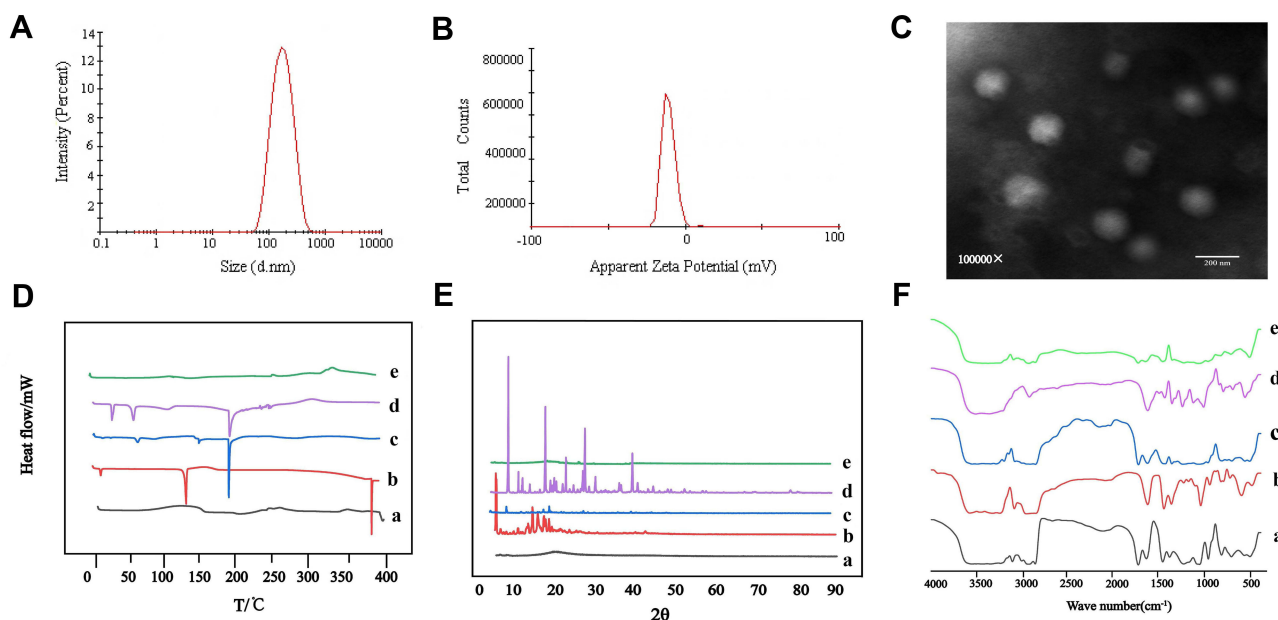 A
Intensity (Percent)
14
12
10
8
6
4
2
0.1
1
10
100
1000
10000
Size (d.nm)
B
Total Counts
800000
600000
400000
200000
-100
0
100
Apparent Zeta Potential (mV)
C
100000×
200 nm
D
Heat flow/mW
e
d
c
b
a
0
50
100
150
200
250
300
350
400
T/℃
E
e
d
c
b
a
0
10
20
30
40
50
60
70
80
90
2θ
F
e
d
c
b
a
4000
3500
2500
2000
1500
1000
500
Wave number(cm⁻¹)